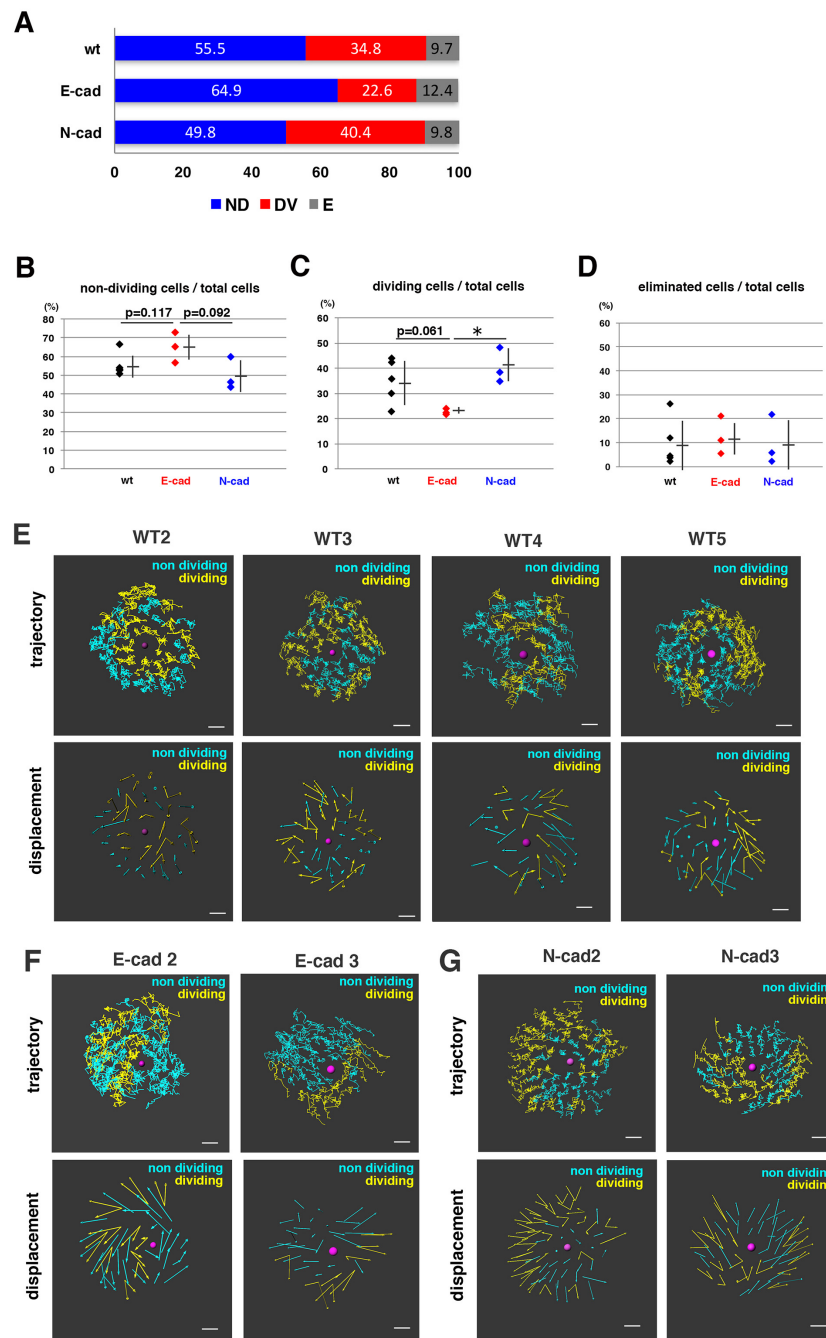 A
wt 55.5 34.8 9.7
E-cad 64.9 22.6 12.4
N-cad 49.8 40.4 9.8
0 20 40 60 80 100
ND DV E
B
non-dividing cells / total cells
(%)
p=0.117 p=0.092
80
70
60
50
40
30
20
10
0
wt E-cad N-cad
C
dividing cells / total cells
(%)
p=0.061 *
60
50
40
30
20
10
0
wt E-cad N-cad
D
eliminated cells / total cells
(%)
60
50
40
30
20
10
0
wt E-cad N-cad
E
WT2 WT3 WT4 WT5
trajectory
non dividing
dividing
non dividing
dividing
non dividing
dividing
non dividing
dividing
displacement
non dividing
dividing
non dividing
dividing
non dividing
dividing
non dividing
dividing
F
E-cad 2 E-cad 3
trajectory
non dividing
dividing
non dividing
dividing
displacement
non dividing
dividing
non dividing
dividing
G
N-cad2 N-cad3
trajectory
non dividing
dividing
non dividin
dividin
displacement
non dividing
dividing
non dividin
dividin